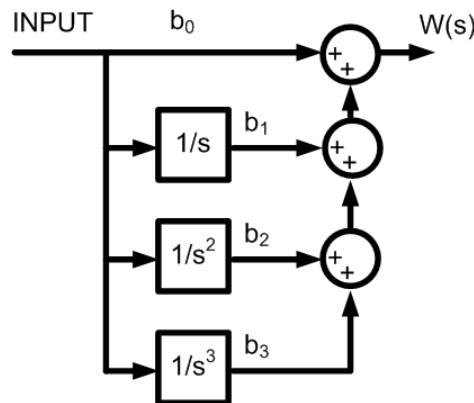 INPUT b₀ W(s)
+
+
1/s b₁ +
+
1/s² b₂ +
+
1/s³ b₃